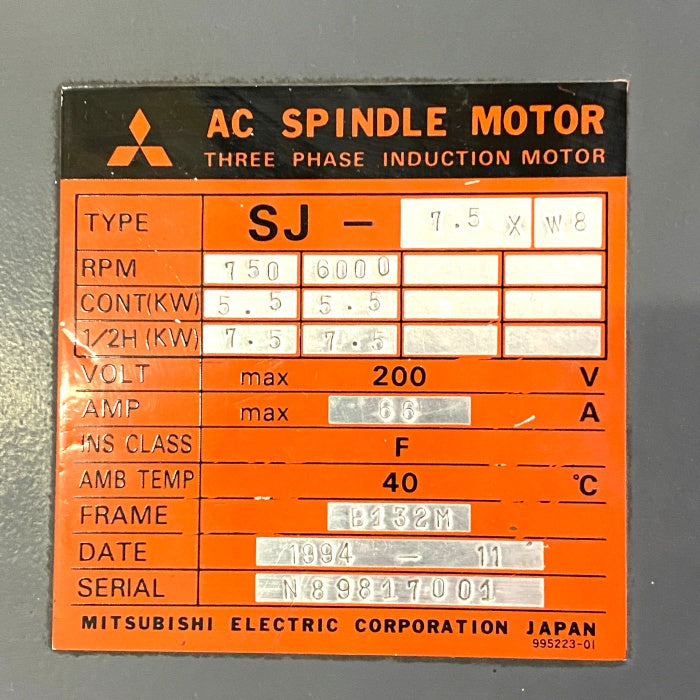 AC SPINDLE MOTOR
THREE PHASE INDUCTION MOTOR
TYPE SJ - 7.5 X W8
RPM 750 6000
CONT(KW) 5.5 5.5
1/2H (KW) 7.5 7.5
VOLT max 200 V
AMP max 66 A
INS CLASS F
AMB TEMP 40 °C
FRAME B132M
DATE 1994 - 11
SERIAL N89817001
MITSUBISHI ELECTRIC CORPORATION JAPAN
995223-01